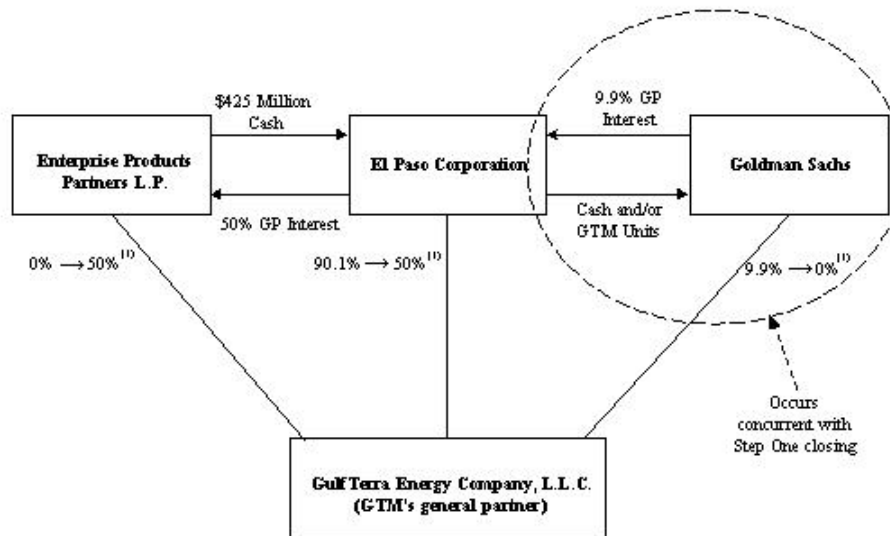 $425 Million
Cash
9.9% GP
Interest
Enterprise Products
Partners L.P.
El Paso Corporation
Goldman Sachs
50% GP Interest
Cash and/or
GTM Units
0% → 50% (1)
90.1% → 50% (1)
9.9% → 0% (1)
Occurs
concurrent with
Step One closing
GulfTerra Energy Company, L.L.C.
(GTM's general partner)